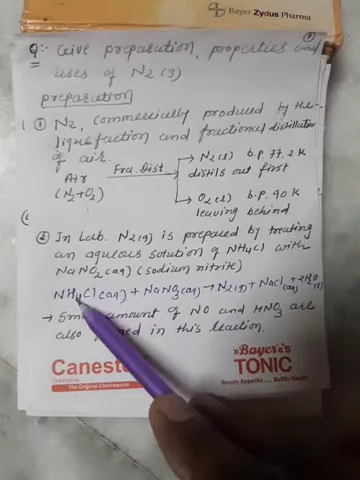 Bayer Zydus Pharma
Q:- Give preparation, properties and
uses of N2(g)
preparation
① N2, commercially produced by the
liquefaction and fractional distillation
of air.
Air Fra. Dist → N2(l) b.p. 77.2 K
(N2+O2) distils out first
→ O2(l) b.p. 90 K
leaving behind
② In Lab. N2(g) is prepared by treating
an aqueous solution of NH4Cl with
NaNO2(aq) (sodium nitrite)
NH4Cl(aq) + NaNO3(aq) → N2(g) + NaCl(aq) + 2H2O(l)
→ amount of NO and HNO3 are
also in this reaction.
Canest
The Original Clotrimazole
»Bayer's
TONIC
Boosts Appetite ... Builds Health